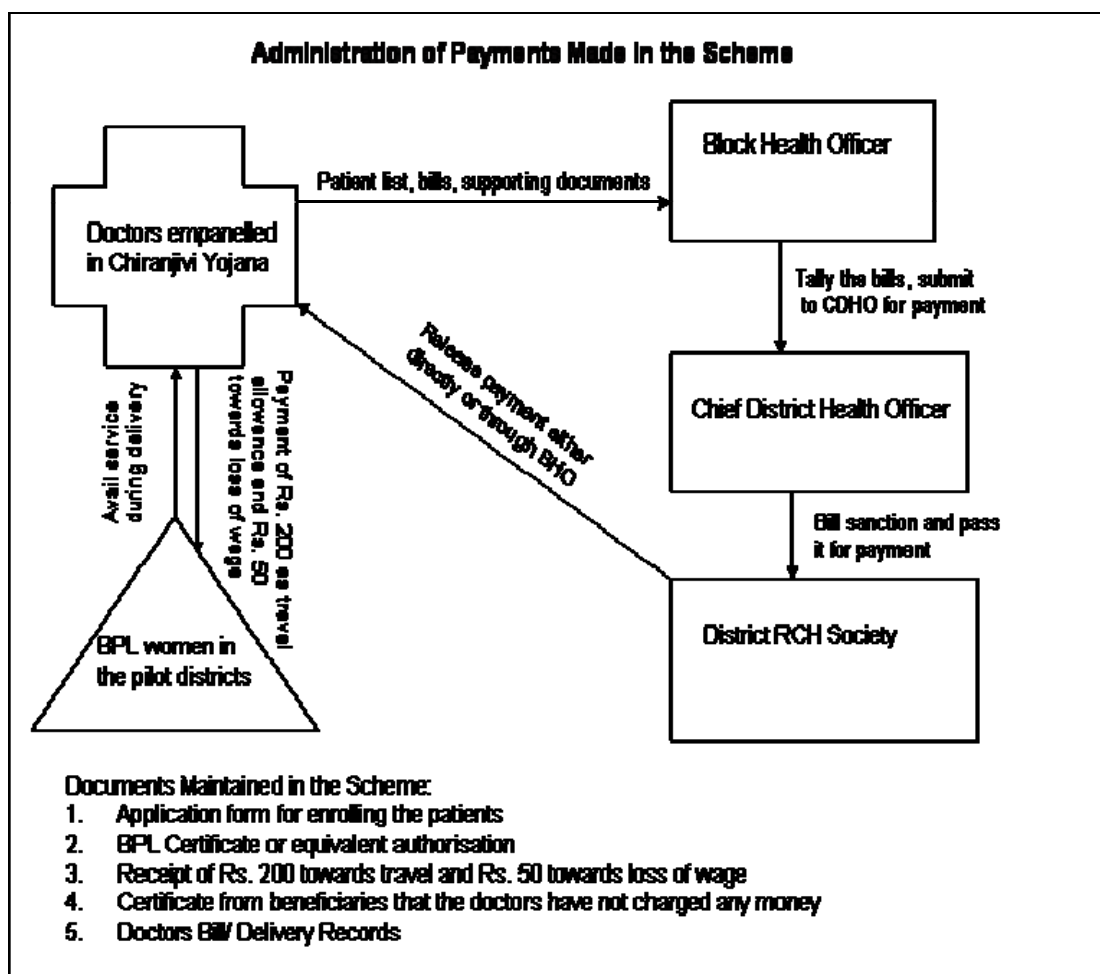 Administration of Payments Made in the Scheme
Block Health Officer
Patient list, bills, supporting documents
Doctors empanelled
in Chiranjivi Yojana
Tally the bills, submit
to CDHO for payment
Release payment either
directly or through BHO
Chief District Health Officer
Avail service
during delivery
Payment of Rs. 200 as travel
allowence and Rs. 50
towards loss of wage
Bill sanction and pass
it for payment
District RCH Society
BPL women in
the pilot districts
Documents Maintained in the Scheme:
1. Application form for enrolling the patients
2. BPL Certificate or equivalent authorisation
3. Receipt of Rs. 200 towards travel and Rs. 50 towards loss of wage
4. Certificate from beneficiaries that the doctors have not charged any money
5. Doctors Bill/ Delivery Records